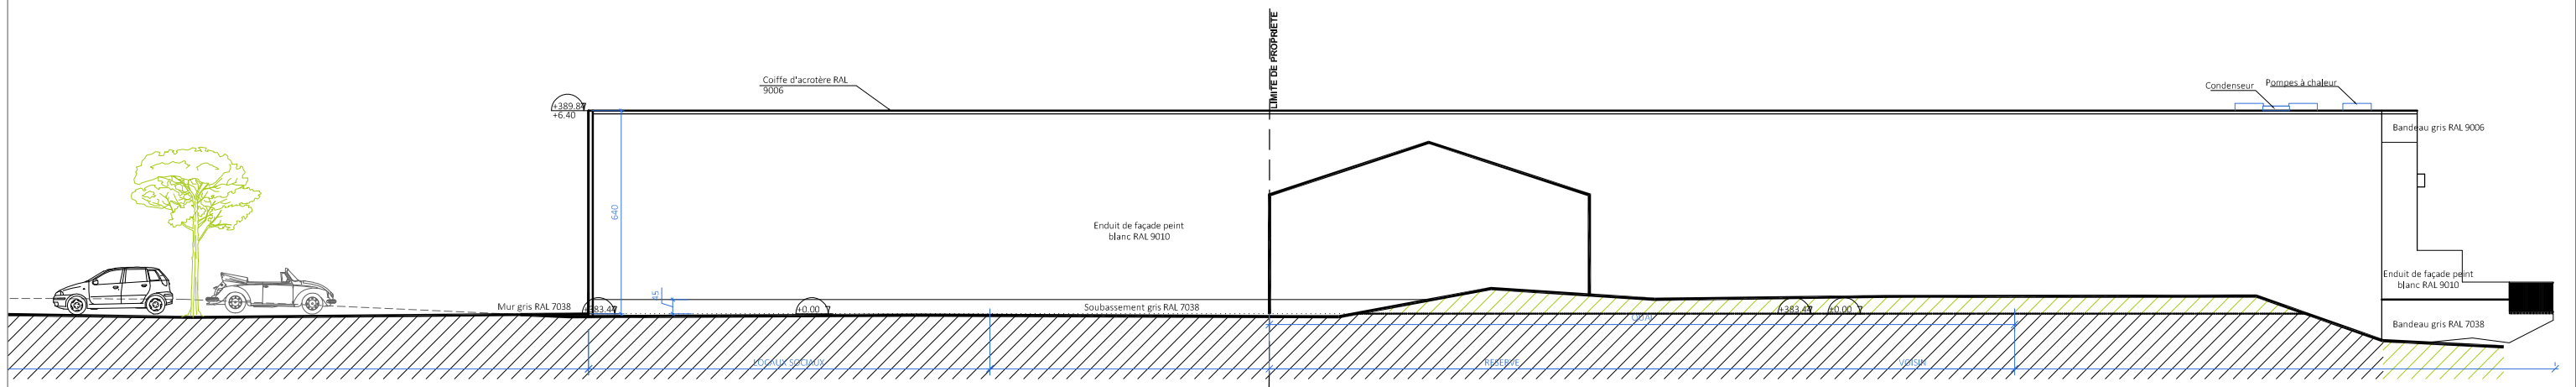 LIMITE DE PROPRIETE
Coiffe d'acrotère RAL
9006
Condenseur
Pompes à chaleur
+389.87
+6.40
Bandeau gris RAL 9006
640
Enduit de façade peint
blanc RAL 9010
Enduit de façade peint
blanc RAL 9010
45
Mur gris RAL 7038
+0.00
Soubassement gris RAL 7038
+383.47
+0.00
Bandeau gris RAL 7038
LOCAUX SOCIAUX
RESERVE
VOISIN